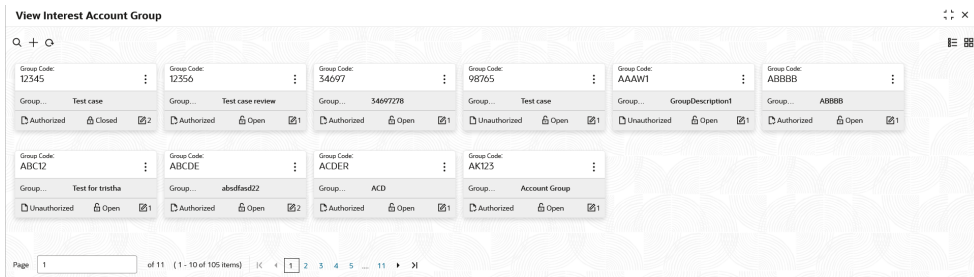 View Interest Account Group
Group Code: Group Code: Group Code: Group Code: Group Code: Group Code:
12345 12356 34697 98765 AAAW1 ABBBB
Group... Test case Group... Test case review Group... 34697278 Group... Test case Group... GroupDescription1 Group... ABBBB
Authorized Closed 2 Authorized Open 1 Authorized Open 1 Unauthorized Open 1 Unauthorized Open 1 Authorized Open 1
Group Code: Group Code: Group Code: Group Code:
ABC12 ABCDE ACDER AK123
Group... Test for tristha Group... absdfasd22 Group... ACD Group... Account Group
Unauthorized Open 1 Authorized Open 2 Authorized Open 1 Authorized Open 1
Page 1 of 11 (1 - 10 of 105 items) 1 2 3 4 5 .... 11